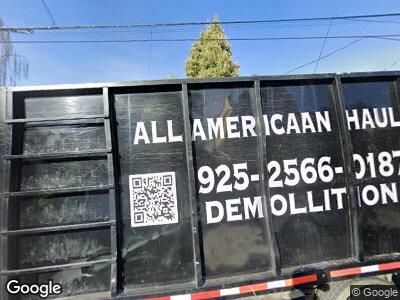 ALL AMERICAAN HAUL
925-2566-0187
DEMOLLITION
Google
© Google